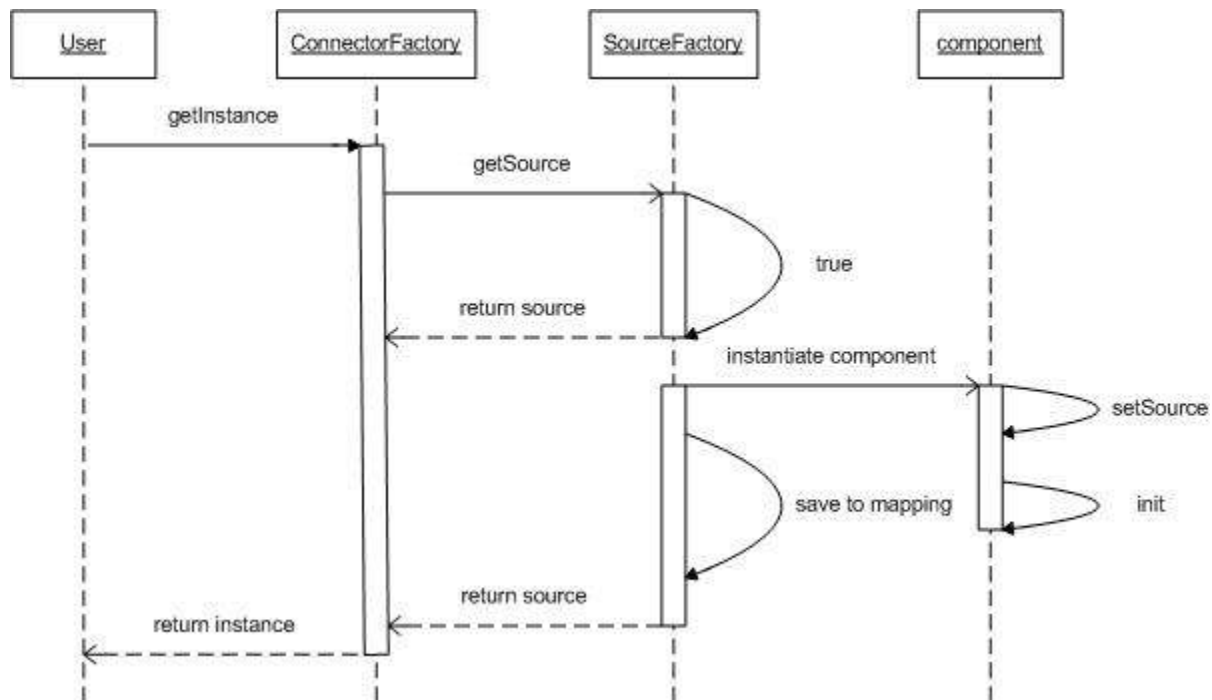 User
ConnectorFactory
SourceFactory
component
getInstance
getSource
true
return source
instantiate component
setSource
save to mapping
init
return source
return instance